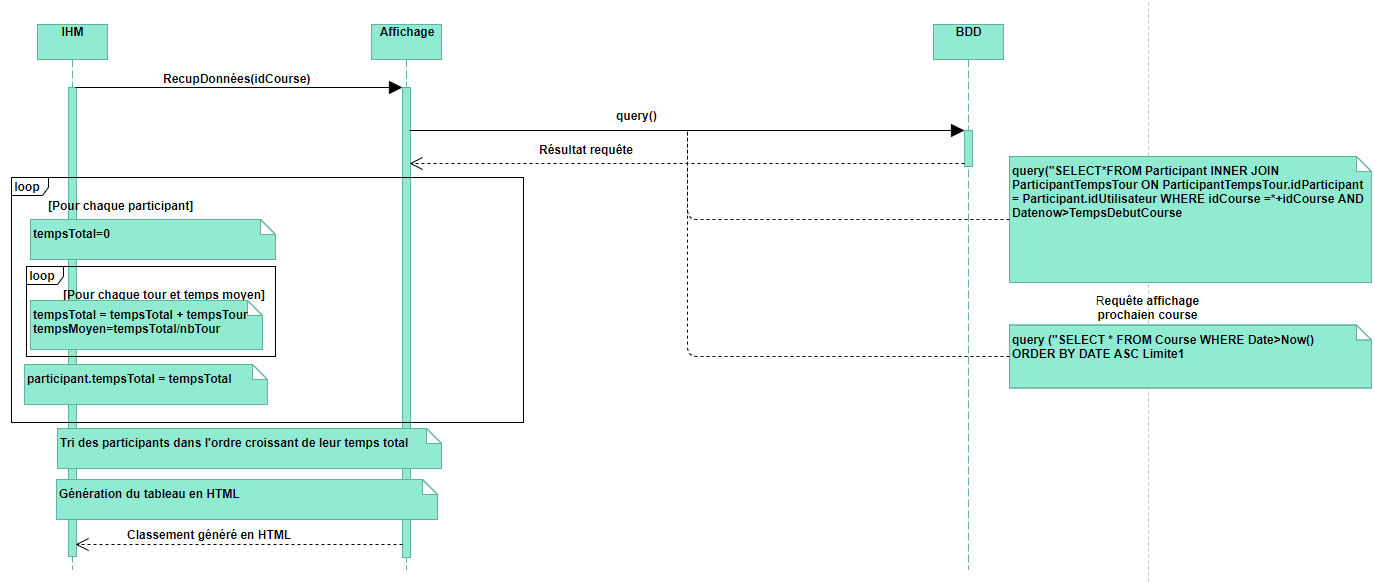 IHM
Affichage
BDD
RecupDonnées(idCourse)
query()
Résultat requête
query("SELECT*FROM Participant INNER JOIN
ParticipantTempsTour ON ParticipantTempsTour.idParticipant
= Participant.idUtilisateur WHERE idCourse =*+idCourse AND
Datenow>TempsDebutCourse
loop
[Pour chaque participant]
tempsTotal=0
loop
[Pour chaque tour et temps moyen]
tempsTotal = tempsTotal + tempsTour
tempsMoyen=tempsTotal/nbTour
Requête affichage
prochaien course
query ("SELECT * FROM Course WHERE Date>Now()
ORDER BY DATE ASC Limite1
participant.tempsTotal = tempsTotal
Tri des participants dans l'ordre croissant de leur temps total
Génération du tableau en HTML
Classement généré en HTML